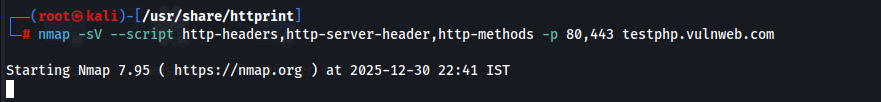 ┌──(root㉿kali)-[/usr/share/httprint]
└─# nmap -sV --script http-headers,http-server-header,http-methods -p 80,443 testphp.vulnweb.com
Starting Nmap 7.95 ( https://nmap.org ) at 2025-12-30 22:41 IST